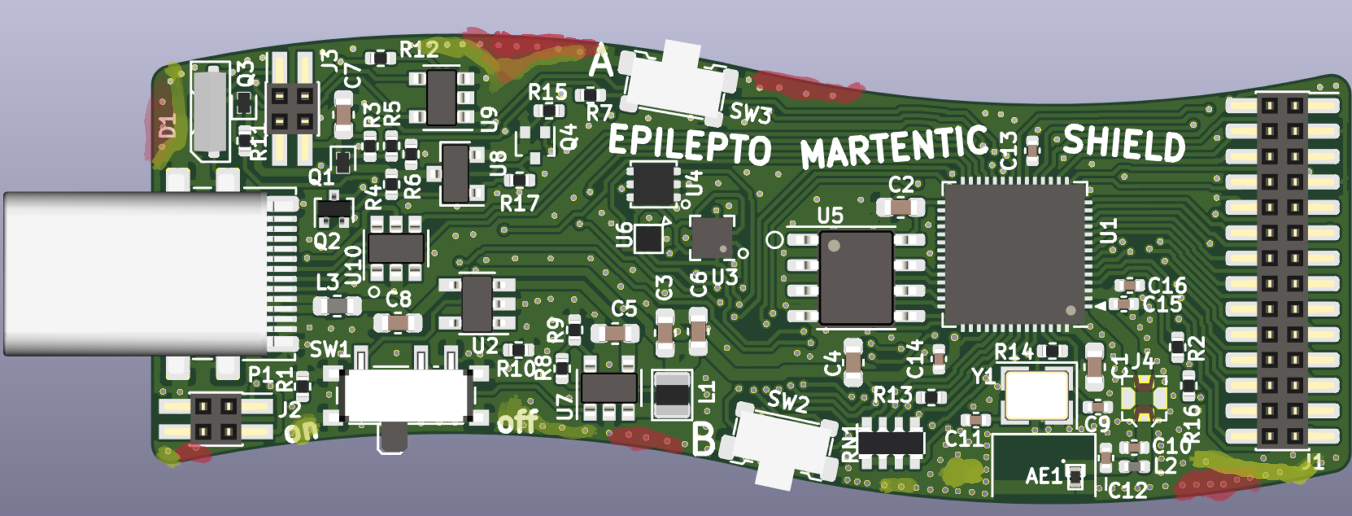 R12
J3
Q3
C7
A
D1
R15
R7
SW3
R3
R5
U9
Q4
R1
EPILEPTO MARTENTIC SHIELD
C13
Q1
U8
R4
R6
R17
U4
C2
Q2
U5
U1
U6
U10
U3
L3
C8
C3
C6
C16
C15
C5
SW1
U2
R9
R10
R8
C4
C14
R14
C1
J4
R2
P1
R1
Y1
U7
L1
SW2
R13
J2
on
off
B
RN1
C11
C9
R16
C10
L2
J1
AE1
C12